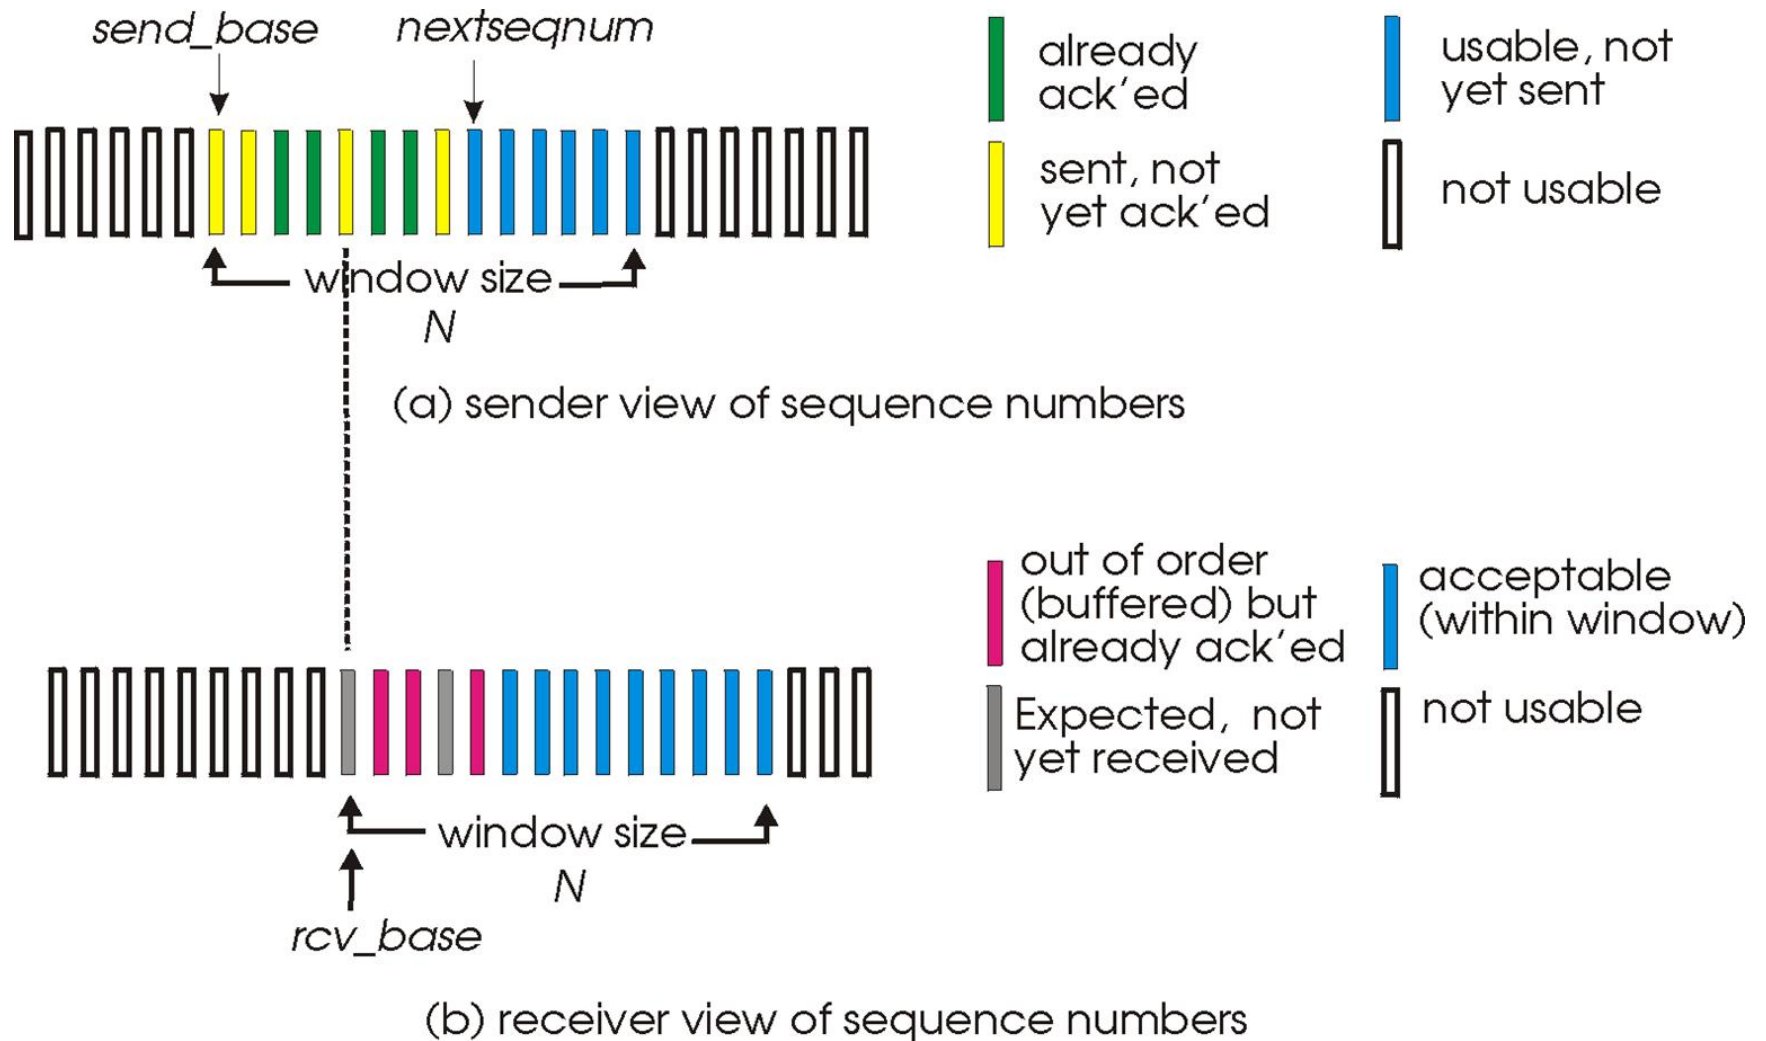 send_base
nextseqnum
already
ack'ed
usable, not
yet sent
sent, not
yet ack'ed
not usable
window size
N
(a) sender view of sequence numbers
out of order
(buffered) but
already ack'ed
acceptable
(within window)
Expected, not
yet received
not usable
window size
N
rcv_base
(b) receiver view of sequence numbers